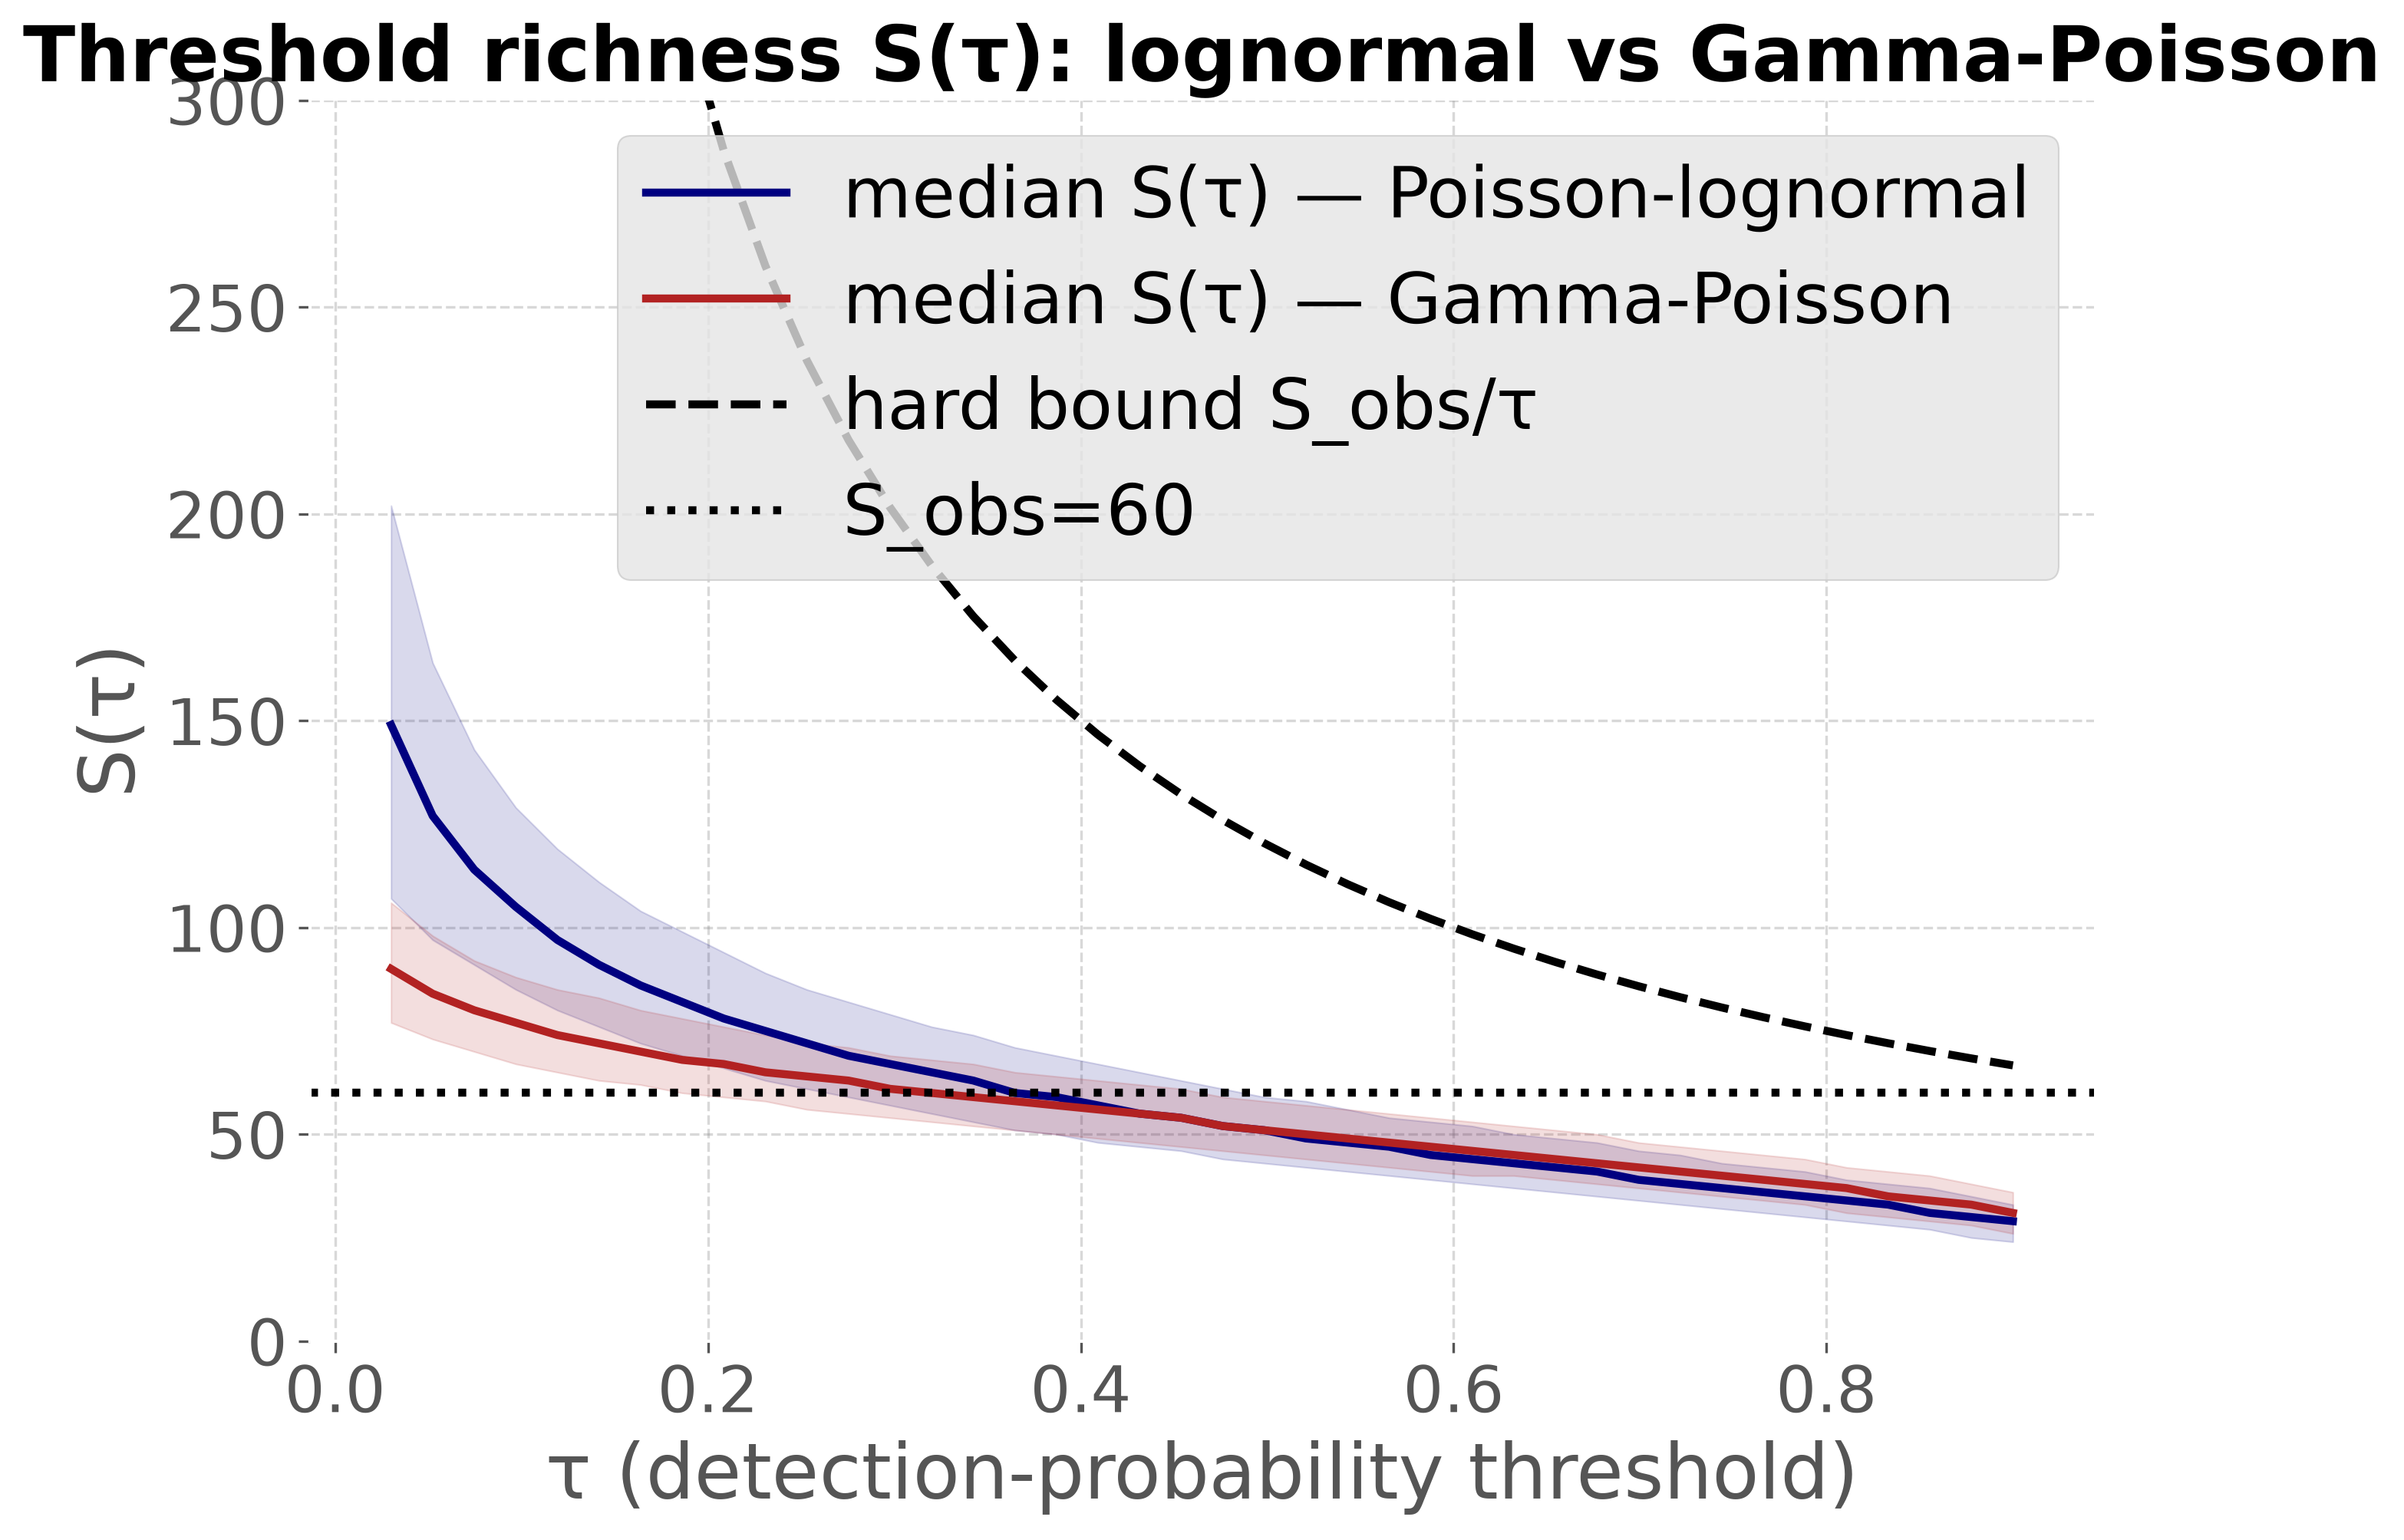 Threshold richness S(τ): lognormal vs Gamma-Poisson
300
250
200
150
100
50
0
S(τ)
median S(τ) — Poisson-lognormal
median S(τ) — Gamma-Poisson
hard bound S_obs/τ
S_obs=60
0.0 0.2 0.4 0.6 0.8
τ (detection-probability threshold)